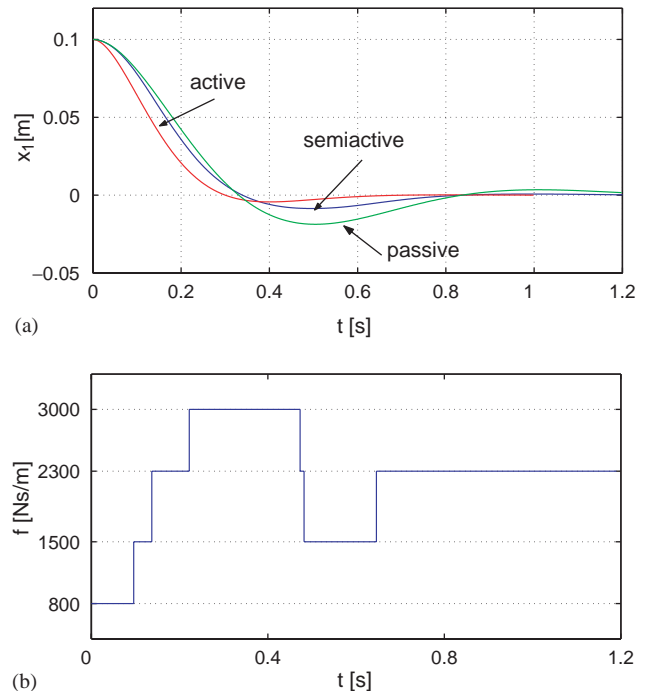 0.1
active
0.05
x1[m]
semiactive
0
passive
−0.05
0
0.2
0.4
0.6
0.8
1
1.2
(a)
t [s]
3000
2300
f [Ns/m]
1500
800
0
0.4
0.8
1.2
(b)
t [s]